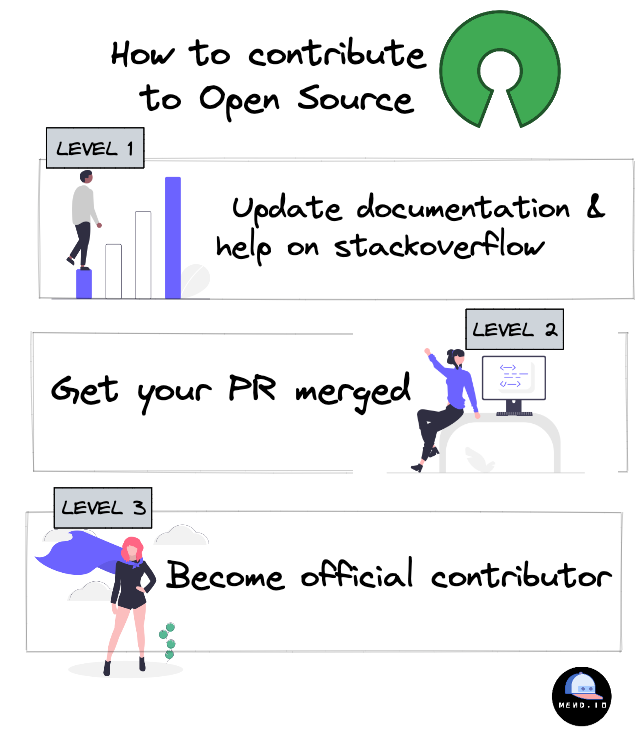 How to contribute
to Open Source
LEVEL 1
Update documentation &
help on stackoverflow
LEVEL 2
Get your PR merged
LEVEL 3
Become official contributor
MEMO.IO